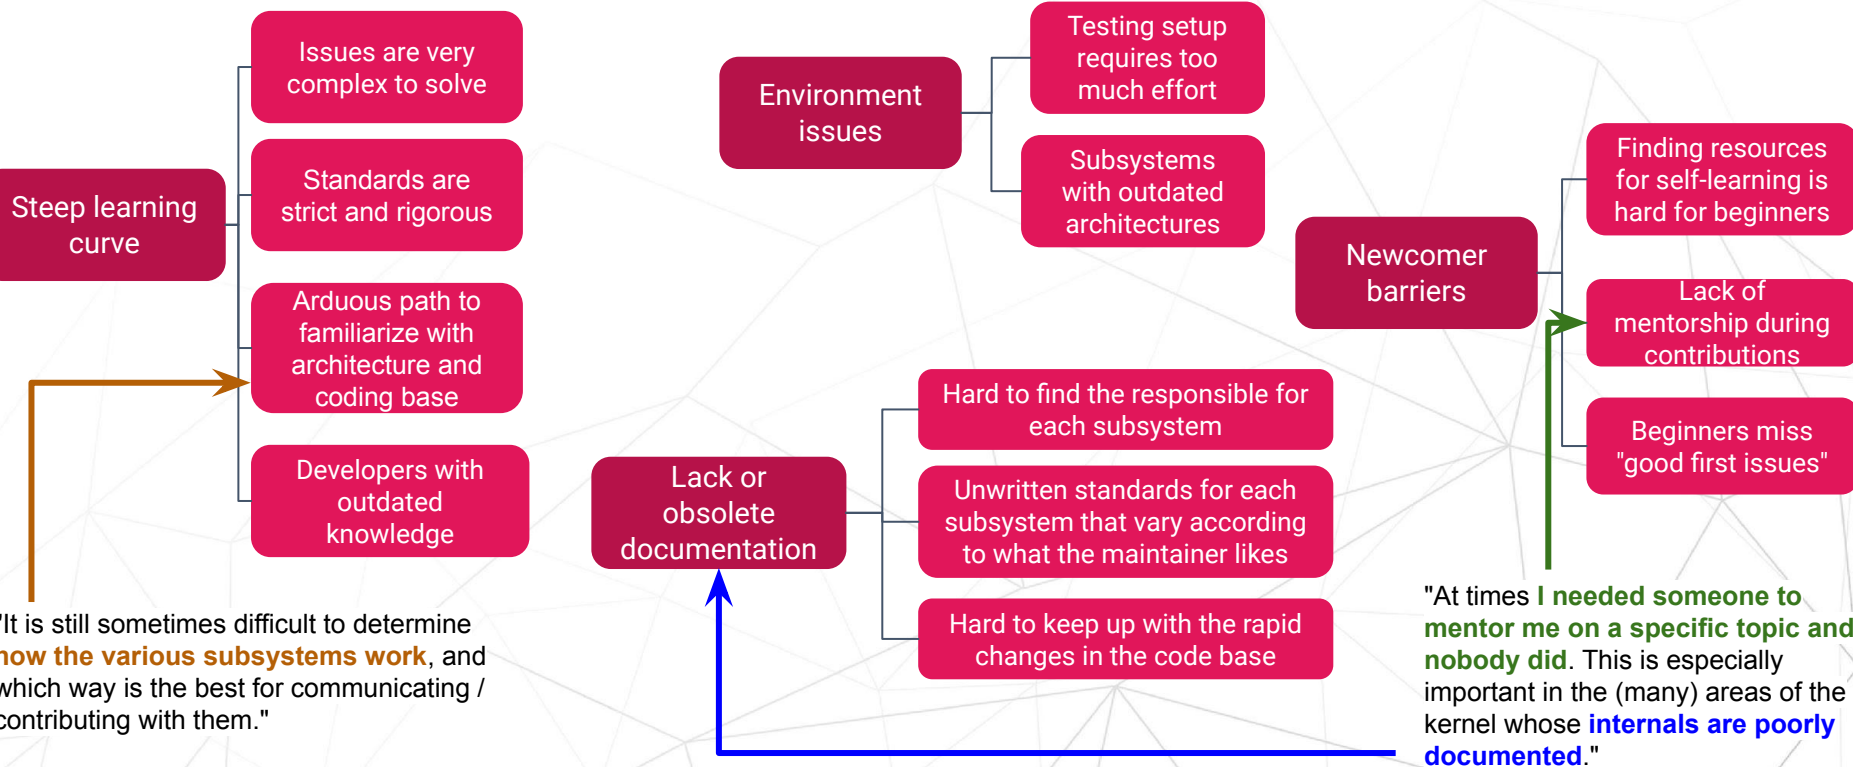 Steep learning
curve
Issues are very
complex to solve
Standards are
strict and rigorous
Arduous path to
familiarize with
architecture and
coding base
Developers with
outdated
knowledge
"It is still sometimes difficult to determine
how the various subsystems work, and
which way is the best for communicating /
contributing with them."
Environment
issues
Testing setup
requires too
much effort
Subsystems
with outdated
architectures
Lack or
obsolete
documentation
Hard to find the responsible for
each subsystem
Unwritten standards for each
subsystem that vary according
to what the maintainer likes
Hard to keep up with the rapid
changes in the code base
Newcomer
barriers
Finding resources
for self-learning is
hard for beginners
Lack of
mentorship during
contributions
Beginners miss
"good first issues"
"At times I needed someone to
mentor me on a specific topic and
nobody did. This is especially
important in the (many) areas of the
kernel whose internals are poorly
documented."